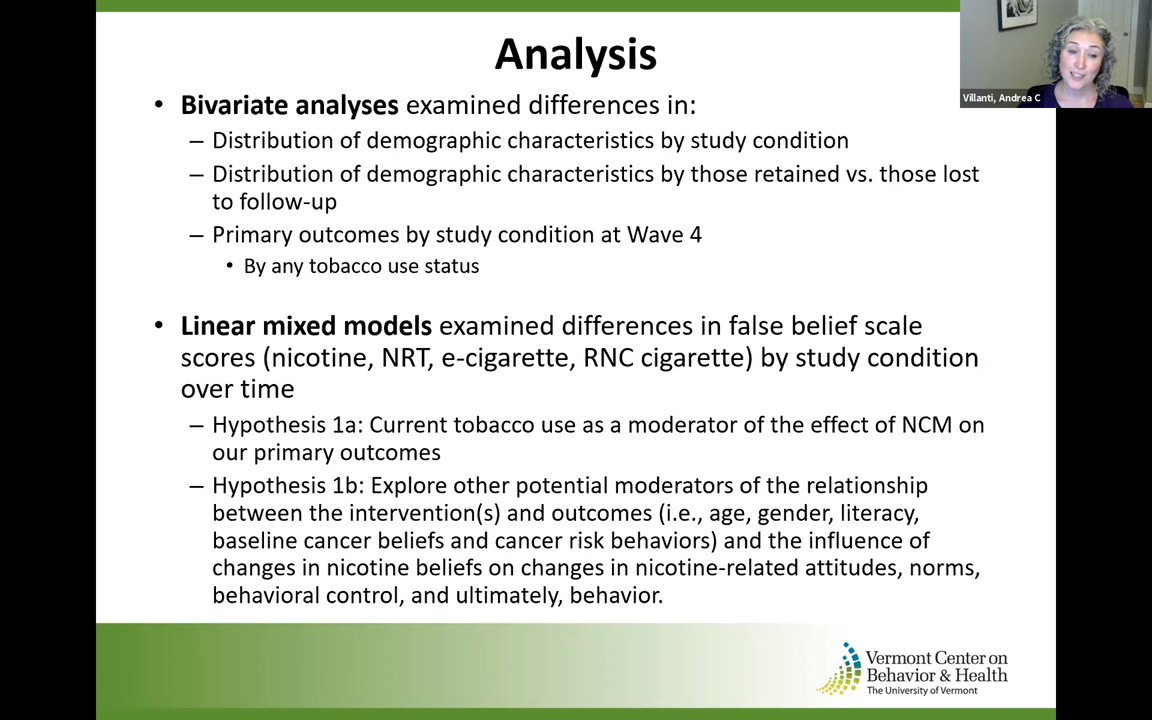 Analysis
Villanti, Andrea C
• Bivariate analyses examined differences in:
– Distribution of demographic characteristics by study condition
– Distribution of demographic characteristics by those retained vs. those lost
to follow-up
– Primary outcomes by study condition at Wave 4
• By any tobacco use status
• Linear mixed models examined differences in false belief scale
scores (nicotine, NRT, e-cigarette, RNC cigarette) by study condition
over time
– Hypothesis 1a: Current tobacco use as a moderator of the effect of NCM on
our primary outcomes
– Hypothesis 1b: Explore other potential moderators of the relationship
between the intervention(s) and outcomes (i.e., age, gender, literacy,
baseline cancer beliefs and cancer risk behaviors) and the influence of
changes in nicotine beliefs on changes in nicotine-related attitudes, norms,
behavioral control, and ultimately, behavior.
Vermont Center on
Behavior & Health
The University of Vermont